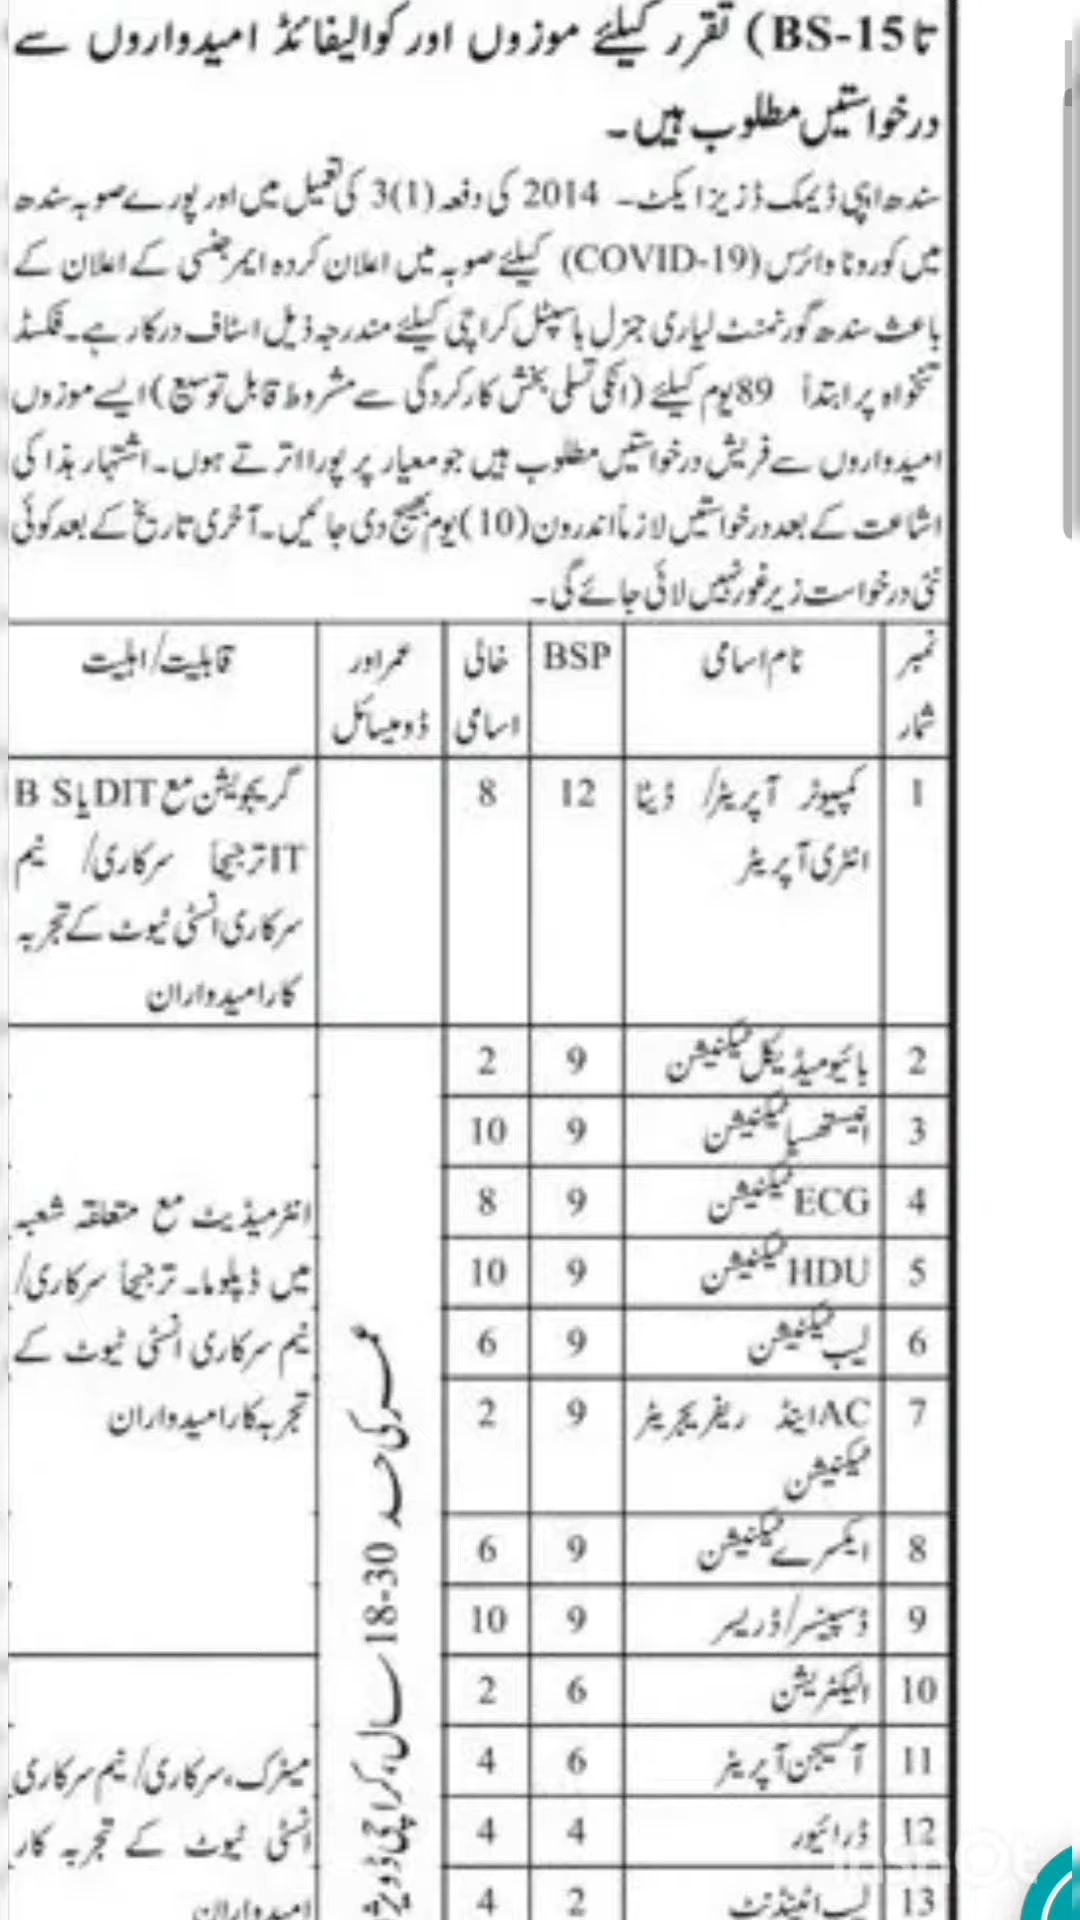 تا BS-15) تقرر کیلئے موزوں اور کوالیفائڈ امیدواروں سے
درخواستیں مطلوب ہیں۔
سندھ اپی ڈیمک ڈزیز ایکٹ۔ 2014 کی دفعہ 3(1) کی تعمیل میں اور پورے صوبہ سندھ
میں کورونا وائرس (COVID-19) کیلئے صوبہ میں اعلان کردہ ایمرجنسی کے اعلان کے
باعث سندھ گورنمنٹ لیاری جنرل ہاسپٹل کراچی کیلئے مندرجہ ذیل اسٹاف درکار ہے۔ فکسڈ
تنخواہ پر ابتدأ 89 یوم کیلئے (انکی تسلی بخش کارکردگی سے مشروط قابل توسیع) ایسے موزوں
امیدواروں سے فریش درخواستیں مطلوب ہیں جو معیار پر پورا اترتے ہوں۔ اشتہار ہذا کی
اشاعت کے بعد درخواستیں لازماً اندرون (10) یوم بھیج دی جائیں۔ آخری تاریخ کے بعد کوئی
نئی درخواست زیر غور نہیں لائی جائے گی۔
نمبر شمار نام اسامی BSP خالی اسامی عمر اور ڈومیسائل قابلیت/اہلیت
1 کمپیوٹر آپریٹر/ ڈیٹا انٹری آپریٹر 12 8
گریجویشن مع DIT یا B S
IT ترجیحاً سرکاری/ نیم
سرکاری انسٹی ٹیوٹ کے تجربہ
کار امیدواران
2 بائیومیڈیکل ٹیکنیشن 9 2
3 انیستھسیا ٹیکنیشن 9 10
4 ECG ٹیکنیشن 9 8
5 HDU ٹیکنیشن 9 10
6 لیب ٹیکنیشن 9 6
7 AC اینڈ ریفریجریٹر ٹیکنیشن 9 2
8 ایکسرے ٹیکنیشن 9 6
9 ڈسپینسر/ڈریسر 9 10
انٹرمیڈیٹ مع متعلقہ شعبہ
میں ڈپلوما۔ ترجیحاً سرکاری/
نیم سرکاری انسٹی ٹیوٹ کے
تجربہ کار امیدواران
10 الیکٹریشن 6 2
11 آکسیجن آپریٹر 6 4
12 ڈرائیور 4 4
13 لیب اٹینڈنٹ 2 4
میٹرک، سرکاری/ نیم سرکاری
انسٹی ٹیوٹ کے تجربہ کار
امیدواران
عمر کی حد 18-30 سال، کراچی ڈویژن